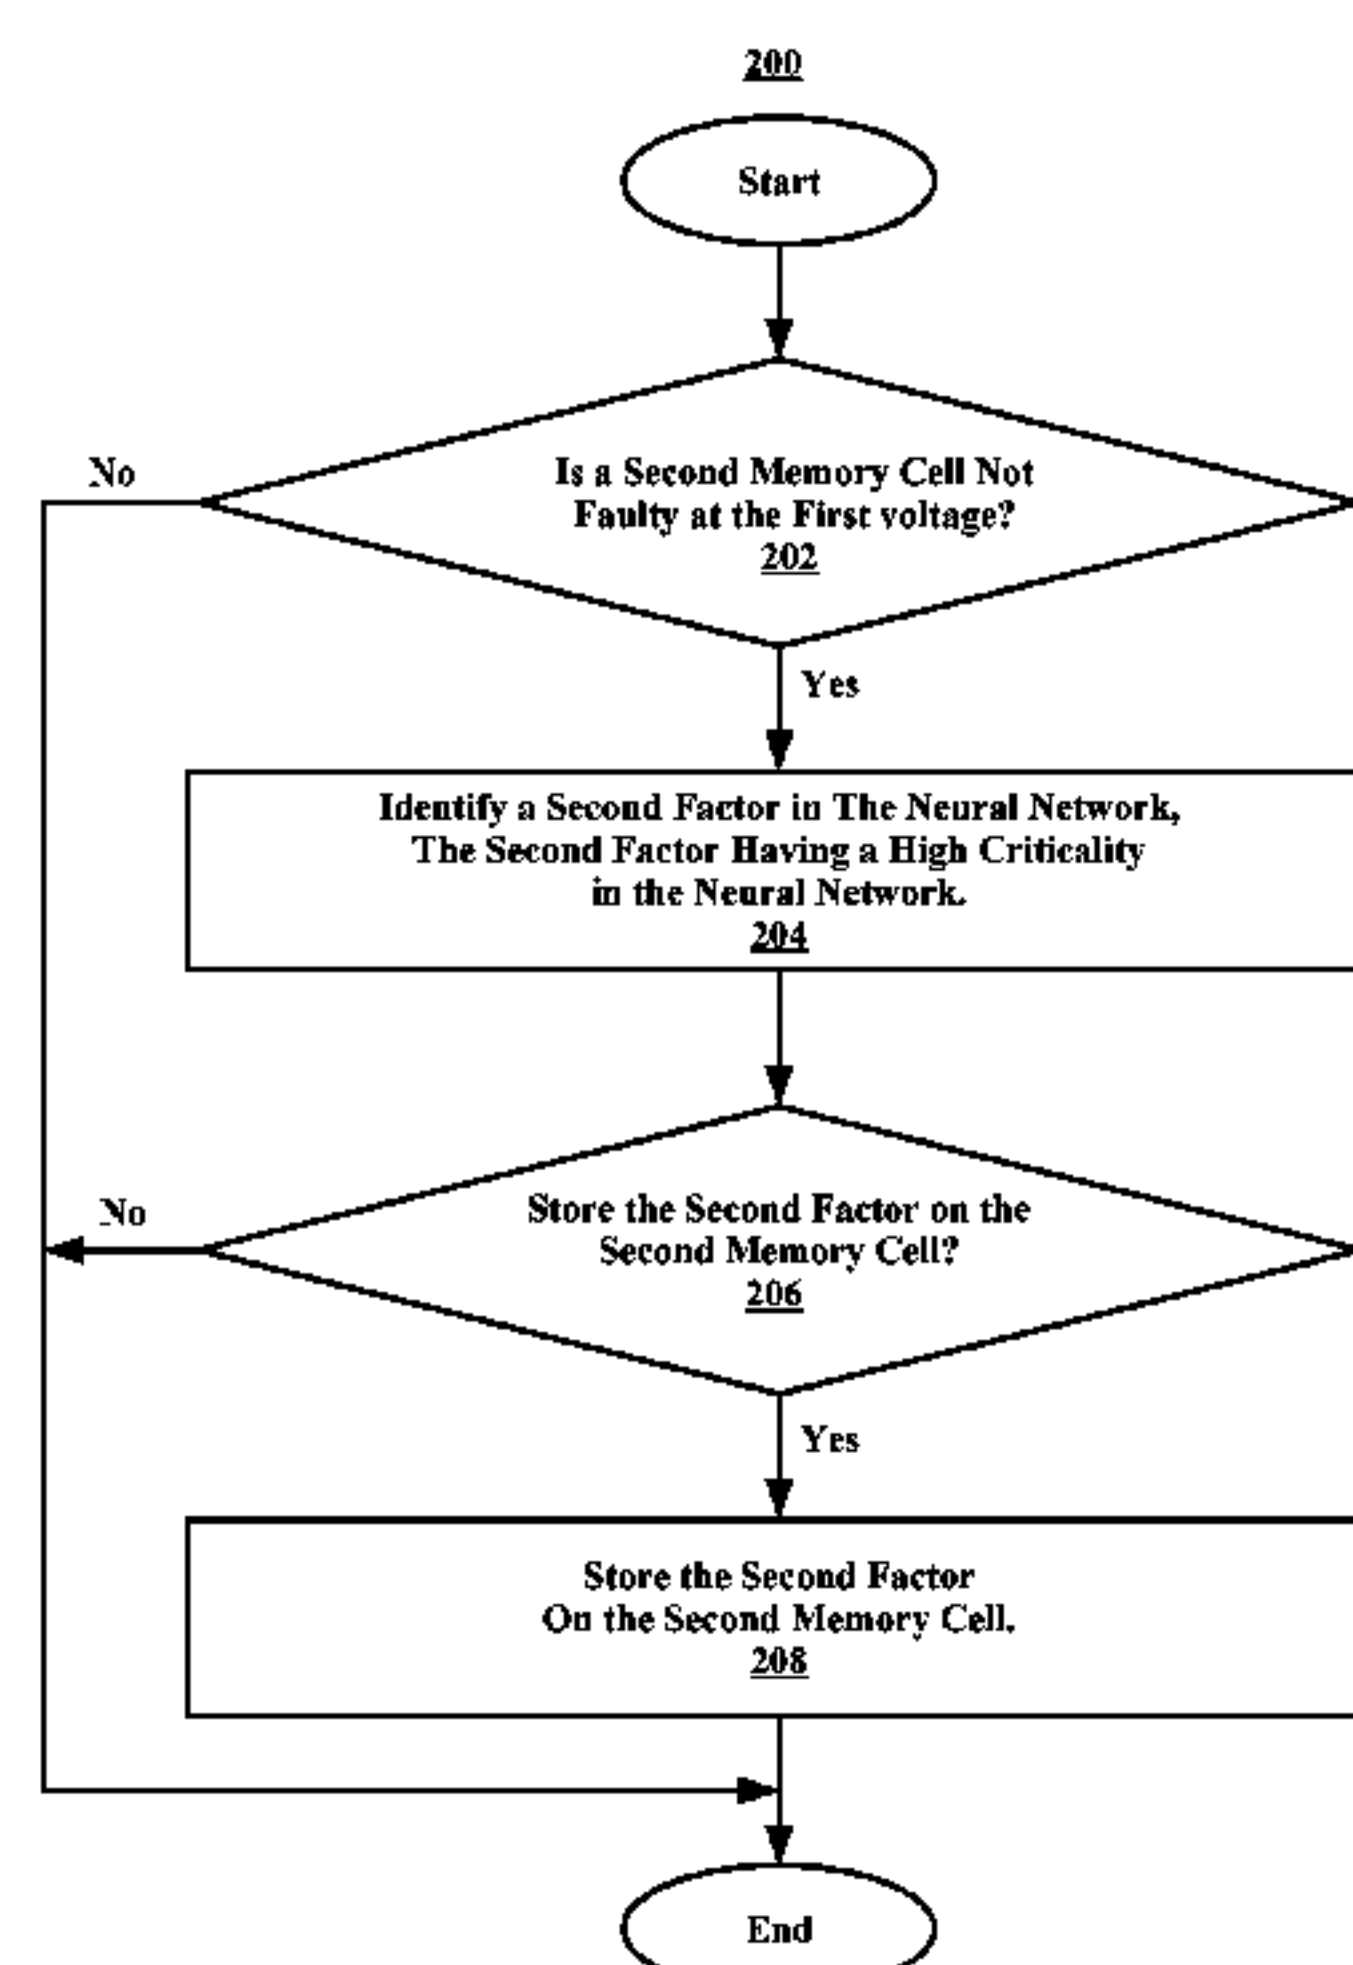 200
Start
No
Is a Second Memory Cell Not
Faulty at the First voltage?
202
Yes
Identify a Second Factor in The Neural Network,
The Second Factor Having a High Criticality
in the Neural Network.
204
No
Store the Second Factor on the
Second Memory Cell?
206
Yes
Store the Second Factor
On the Second Memory Cell.
208
End